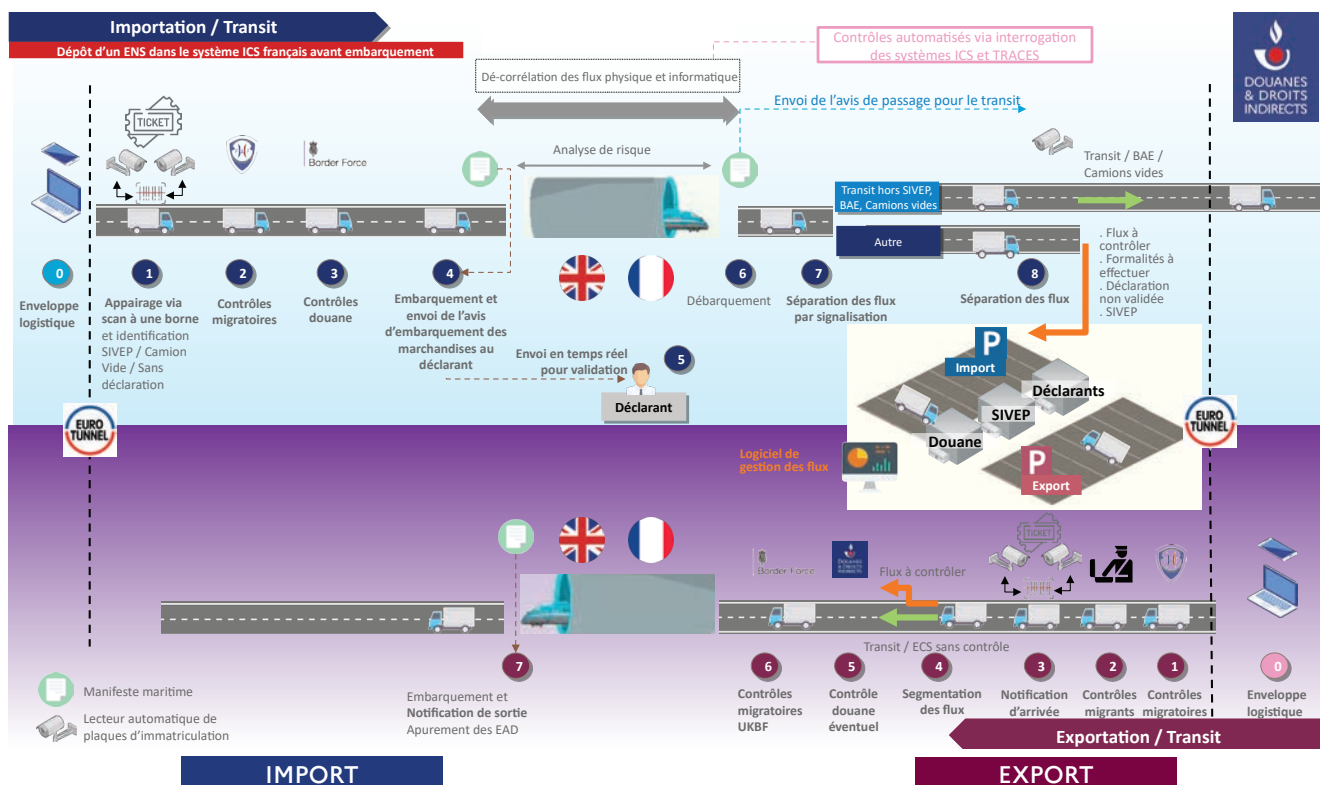 Importation / Transit
Dépôt d'un ENS dans le système ICS français avant embarquement
Contrôles automatisés via interrogation
des systèmes ICS et TRACES
DOUANES
& DROITS
INDIRECTS
Dé-corrélation des flux physique et informatique
Envoi de l'avis de passage pour le transit
TICKET
Border Force
Analyse de risque
Transit / BAE /
Camions vides
Transit hors SIVEP,
BAE, Camions vides
Autre
. Flux à
contrôler
. Formalités à
effectuer
. Déclaration
non validée
. SIVEP
0
Enveloppe
logistique
1
Appairage via
scan à une borne
et identification
SIVEP / Camion
Vide / Sans
déclaration
2
Contrôles
migratoires
3
Contrôles
douane
4
Embarquement et
envoi de l'avis
d'embarquement des
marchandises au
déclarant
6
Débarquement
7
Séparation des flux
par signalisation
8
Séparation des flux
Envoi en temps réel
pour validation
5
Déclarant
P
Import
Déclarants
SIVEP
Douane
P
Export
EURO
TUNNEL
EURO
TUNNEL
Logiciel de
gestion des flux
TICKET
Border Force
DOUANES
& DROITS
INDIRECTS
Flux à contrôler
Transit / ECS sans contrôle
7
Embarquement et
Notification de sortie
Apurement des EAD
6
Contrôles
migratoires
UKBF
5
Contrôle
douane
éventuel
4
Segmentation
des flux
3
Notification
d'arrivée
2
Contrôles
migrants
1
Contrôles
migratoires
0
Enveloppe
logistique
Manifeste maritime
Lecteur automatique de
plaques d'immatriculation
Exportation / Transit
IMPORT
EXPORT